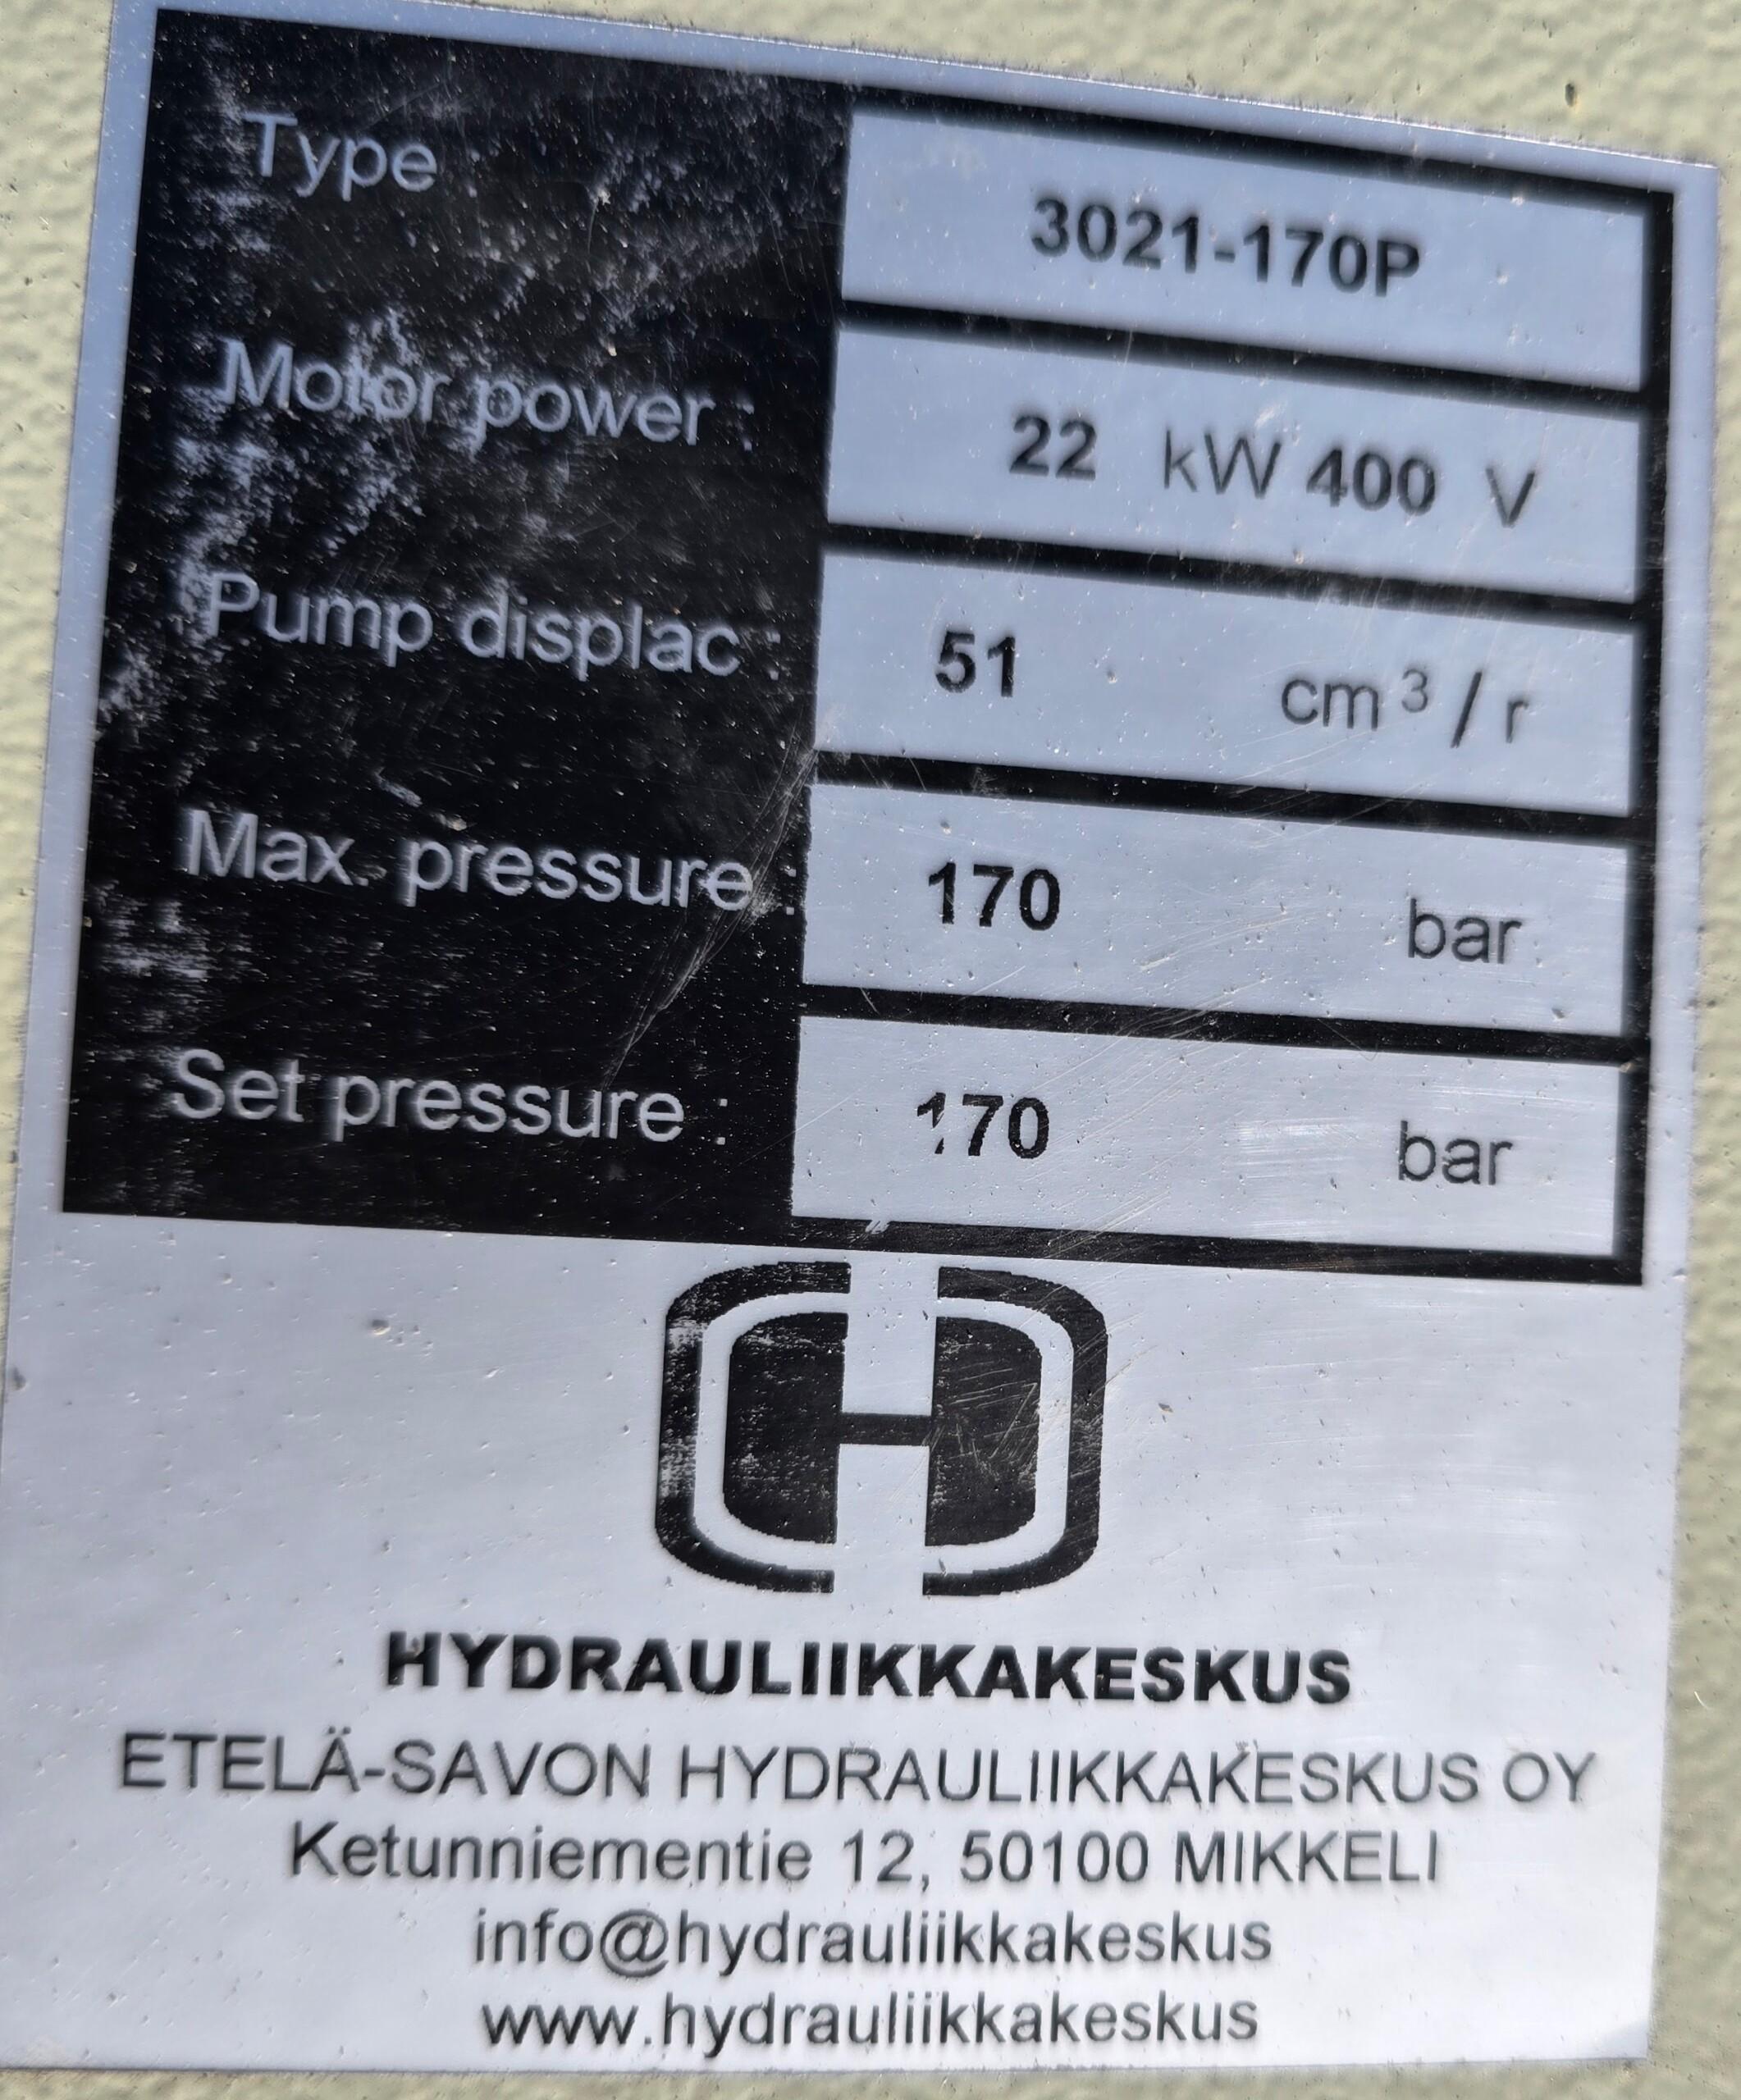 Type 3021-170P
Motor power : 22 kW 400 V
Pump displac : 51 cm³ / r
Max. pressure : 170 bar
Set pressure : 170 bar
H
HYDRAULIIKKAKESKUS
ETELÄ-SAVON HYDRAULIIKKAKESKUS OY
Ketunniementie 12, 50100 MIKKELI
info@hydrauliikkakeskus
www.hydrauliikkakeskus